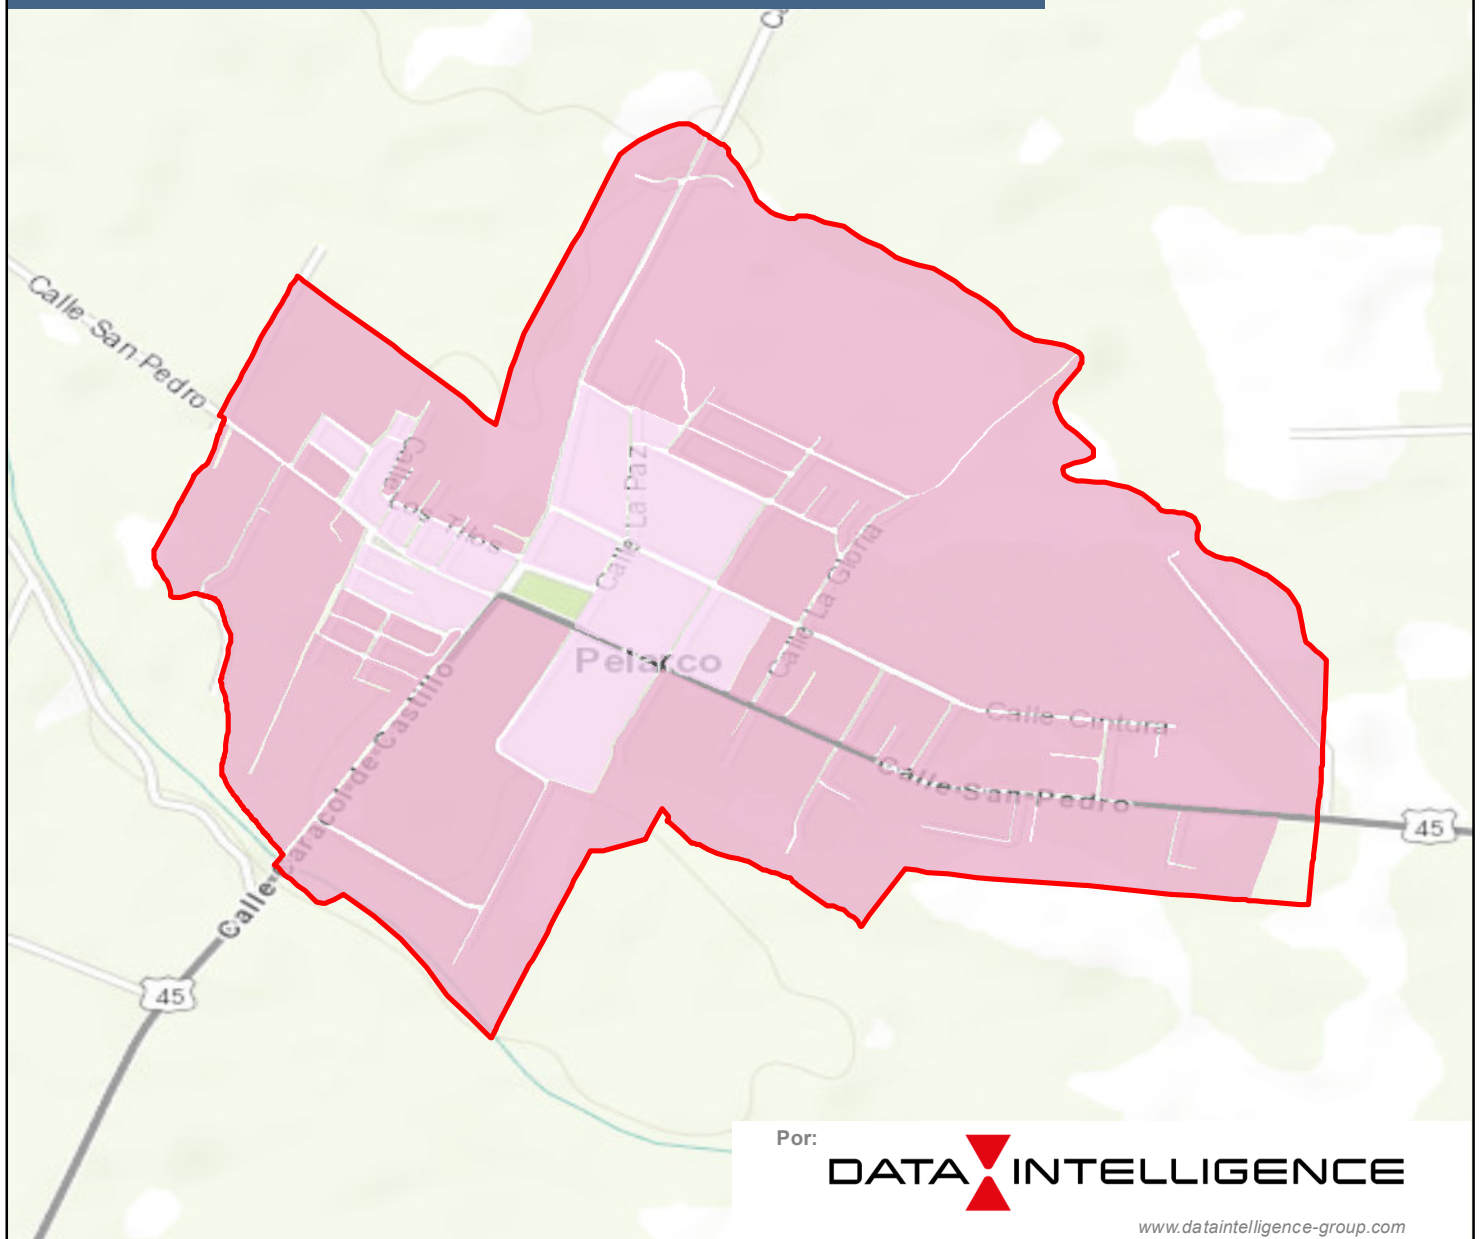 Ca
Calle San Pedro
Calle
Los Tilos
Calle La Paz
Calle La Gloria
Pelarco
Calle Cintura
Calle San Pedro
45
Calle Caracol de Castillo
45
Por:
DATA INTELLIGENCE
www.dataintelligence-group.com